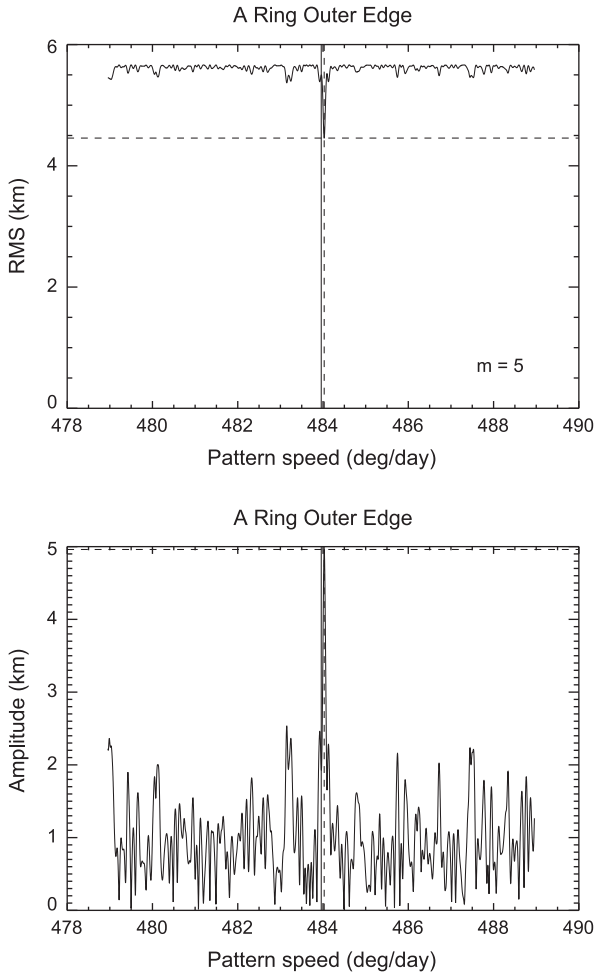 A Ring Outer Edge
6
4
2
0
RMS (km)
m = 5
478 480 482 484 486 488 490
Pattern speed (deg/day)
A Ring Outer Edge
5
4
3
2
1
0
Amplitude (km)
478 480 482 484 486 488 490
Pattern speed (deg/day)